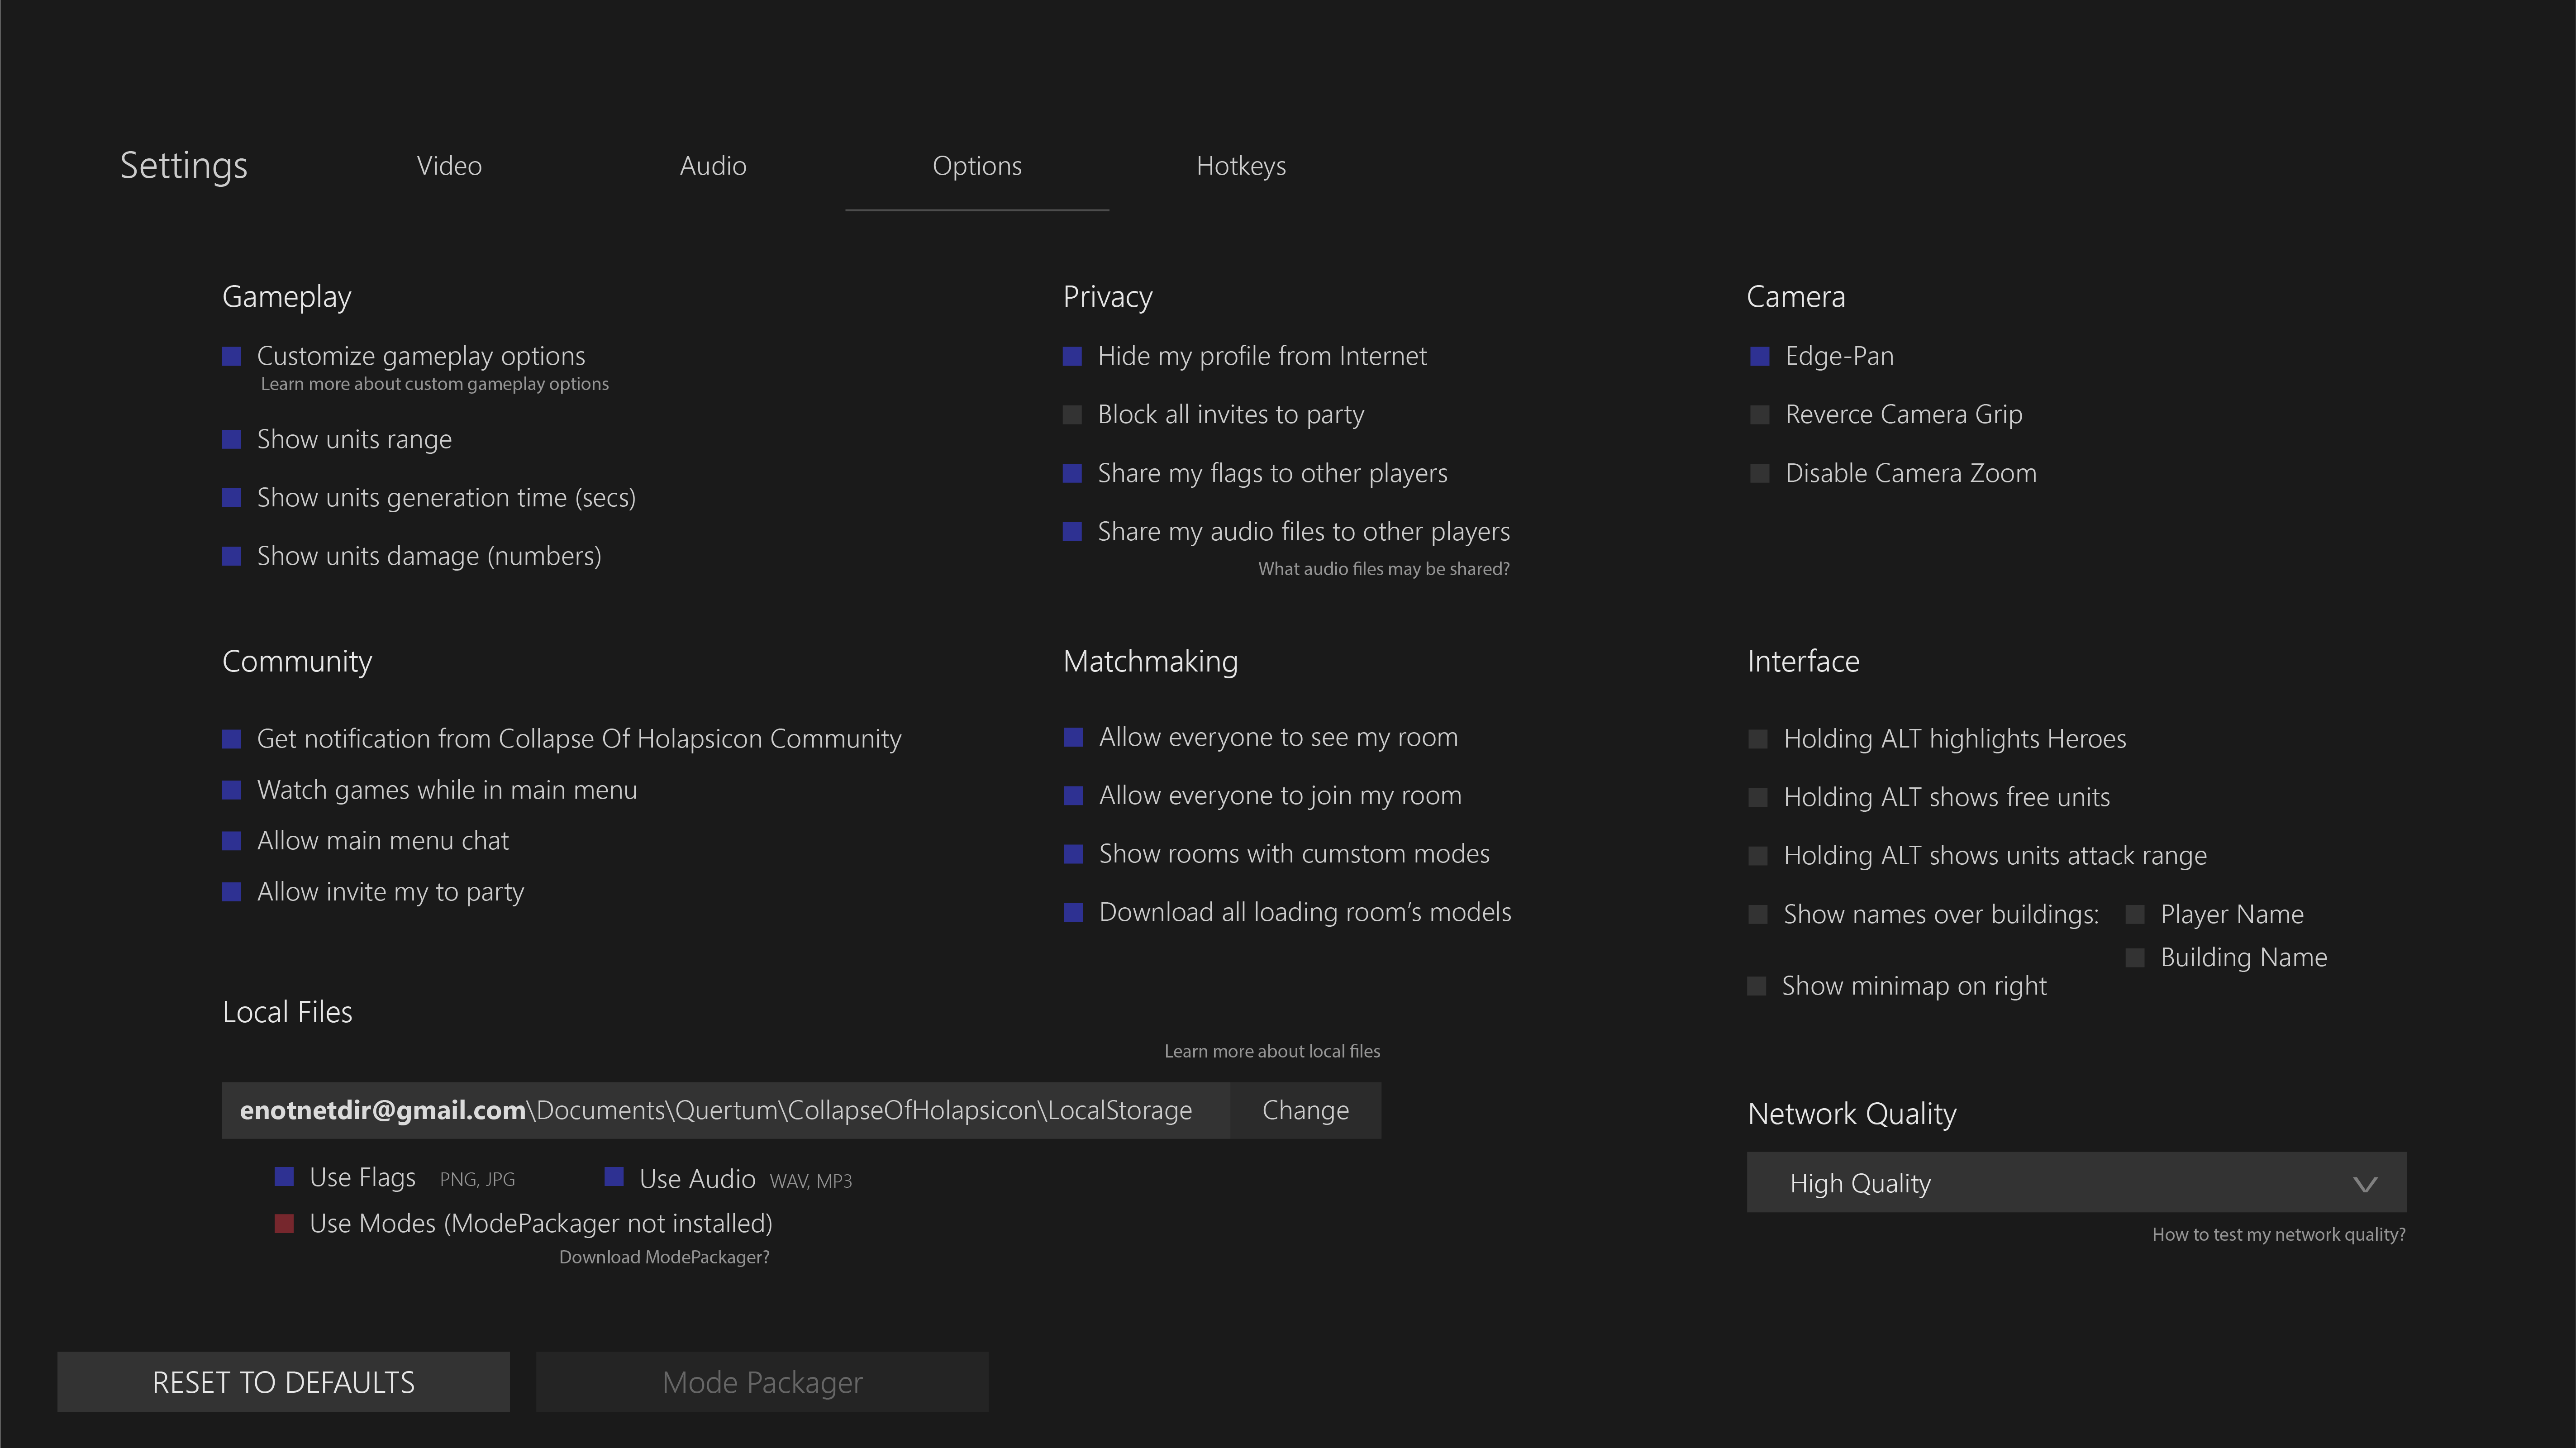 Settings
Video
Audio
Options
Hotkeys
Gameplay
Customize gameplay options
Learn more about custom gameplay options
Show units range
Show units generation time (secs)
Show units damage (numbers)
Privacy
Hide my profile from Internet
Block all invites to party
Share my flags to other players
Share my audio files to other players
What audio files may be shared?
Camera
Edge-Pan
Reverce Camera Grip
Disable Camera Zoom
Community
Get notification from Collapse Of Holapsicon Community
Watch games while in main menu
Allow main menu chat
Allow invite my to party
Matchmaking
Allow everyone to see my room
Allow everyone to join my room
Show rooms with cumstom modes
Download all loading room’s models
Interface
Holding ALT highlights Heroes
Holding ALT shows free units
Holding ALT shows units attack range
Show names over buildings:
Player Name
Building Name
Show minimap on right
Local Files
Learn more about local files
enotnetdir@gmail.com\Documents\Quertum\CollapseOfHolapsicon\LocalStorage
Change
Use Flags PNG, JPG
Use Audio WAV, MP3
Use Modes (ModePackager not installed)
Download ModePackager?
Network Quality
High Quality
How to test my network quality?
RESET TO DEFAULTS
Mode Packager